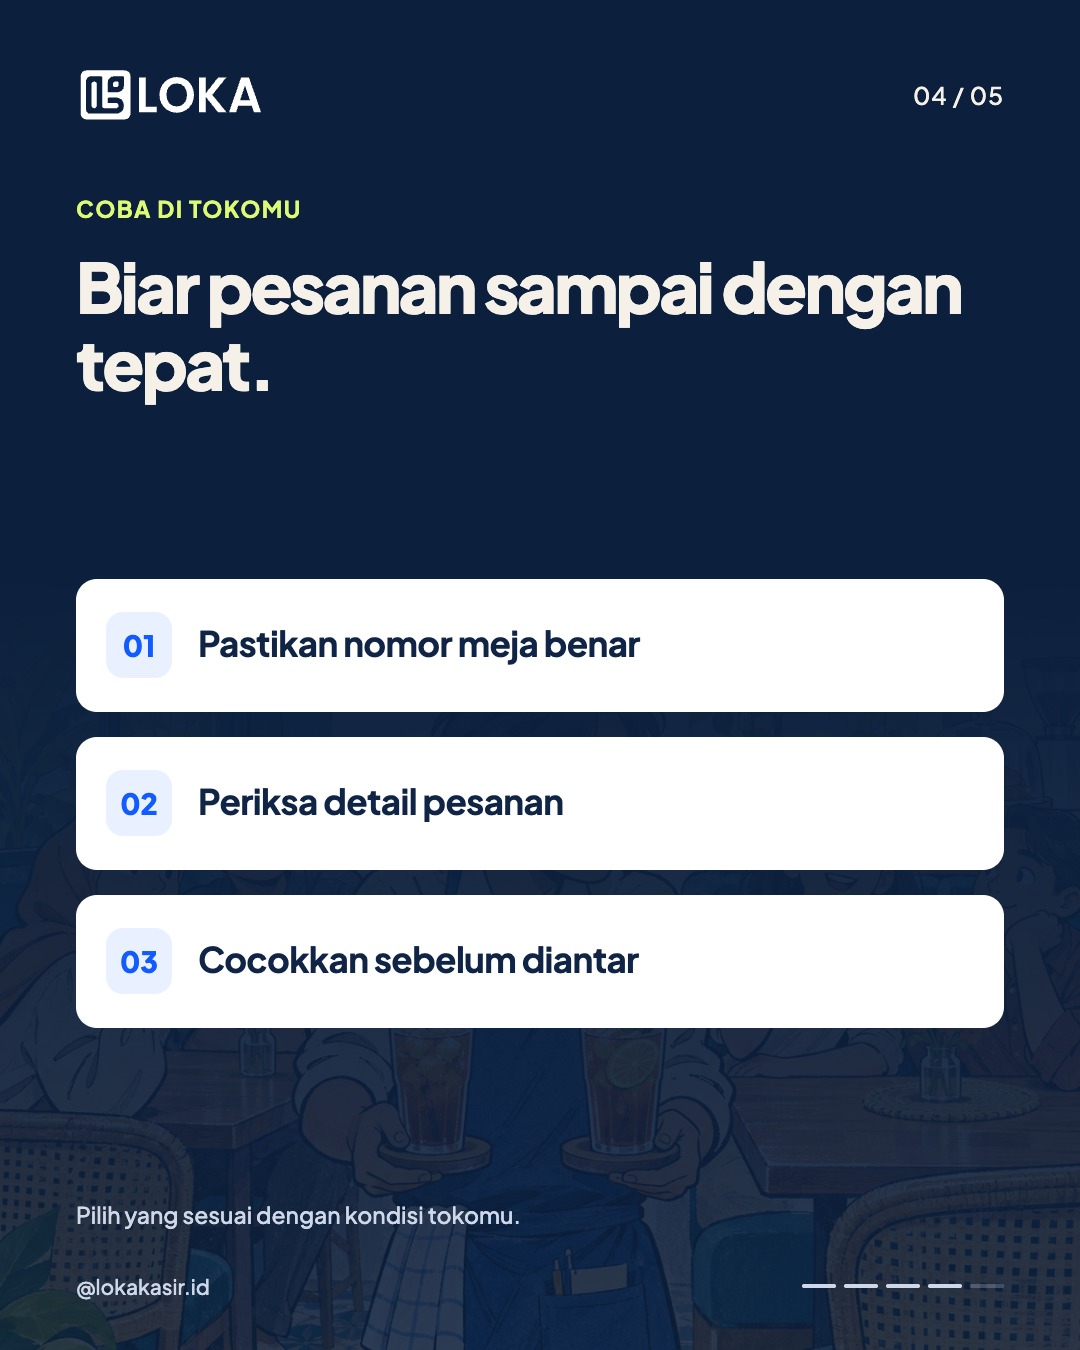 LOKA
04 / 05
COBA DI TOKOMU
Biar pesanan sampai dengan
tepat.
01 Pastikan nomor meja benar
02 Periksa detail pesanan
03 Cocokkan sebelum diantar
Pilih yang sesuai dengan kondisi tokomu.
@lokakasir.id